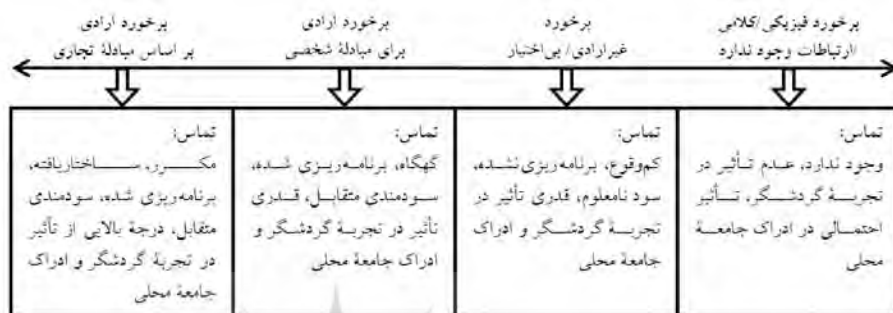 برخورد فیزیکی/کلامی
/ارتباطات وجود ندارد
برخورد
غیرارادی/ بی‌اختیار
برخورد ارادی
برای مبادلهٔ شخصی
برخورد ارادی
بر اساس مبادلهٔ تجاری
تماس:
وجود ندارد، عدم تأثیر در
تجربهٔ گردشگر، تأثیر
احتمالی در ادراک جامعهٔ
محلی
تماس:
کم‌وقوع، برنامه‌ریزی‌نشده،
سود نامعلوم، قدری تأثیر در
تجربهٔ گردشگر و ادراک
جامعهٔ محلی
تماس:
گهگاه، برنامه‌ریزی شده،
سودمندی متقابل، قدری
تأثیر در تجربهٔ گردشگر و
ادراک جامعهٔ محلی
تماس:
مکرر، ساختاریافته،
برنامه‌ریزی شده، سودمندی
متقابل، درجهٔ بالایی از تأثیر
در تجربهٔ گردشگر و ادراک
جامعهٔ محلی